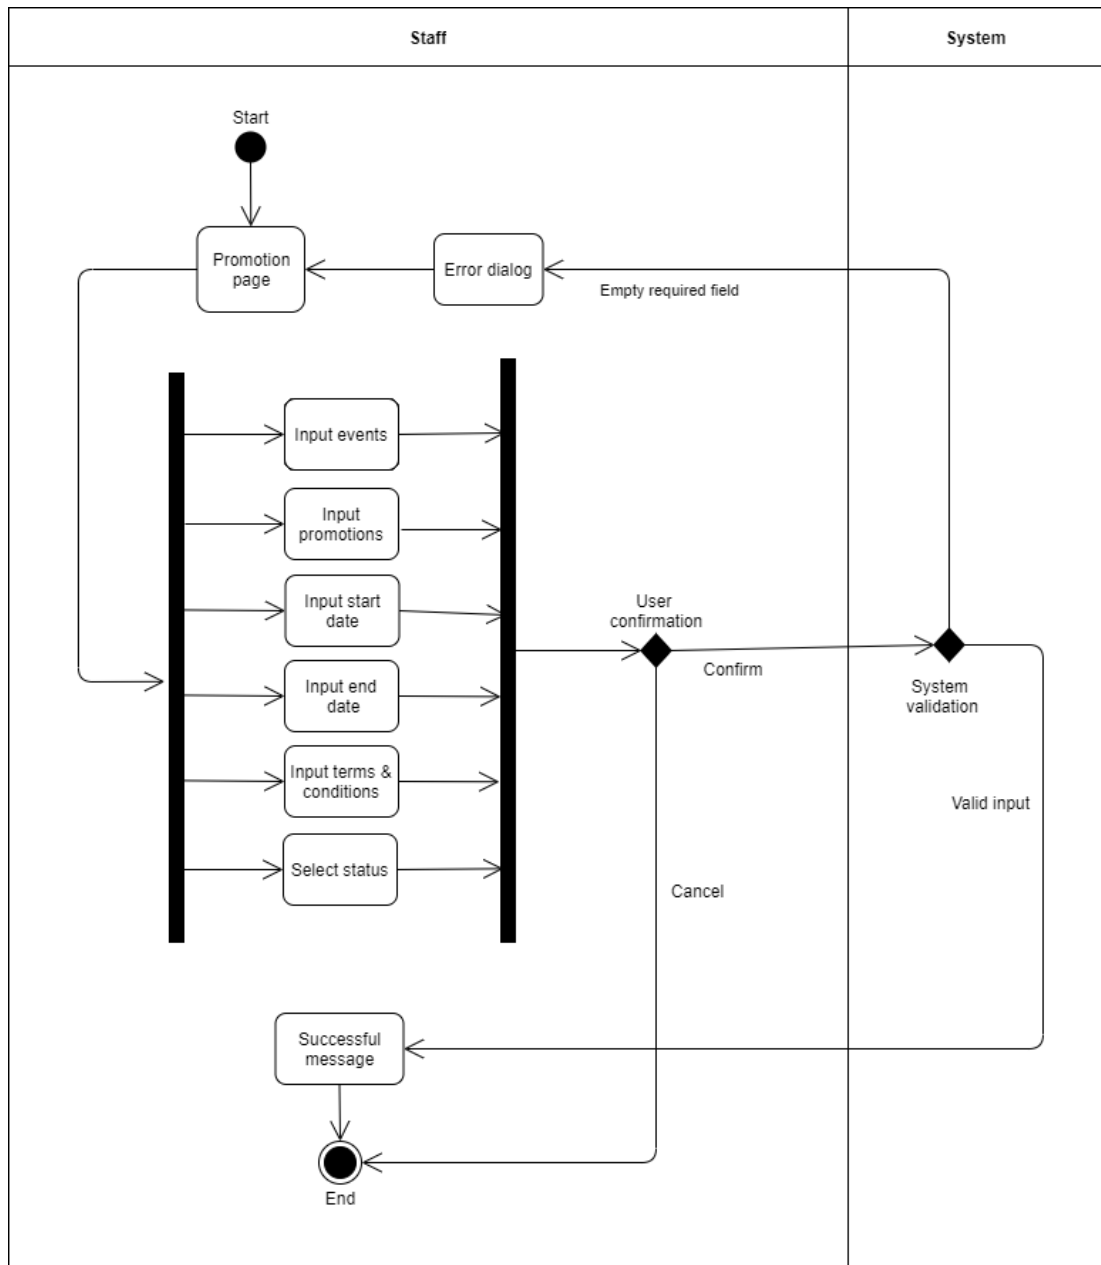 Staff
System
Start
Promotion
page
Error dialog
Empty required field
Input events
Input
promotions
Input start
date
User
confirmation
Confirm
Input end
date
System
validation
Input terms &
conditions
Valid input
Select status
Cancel
Successful
message
End